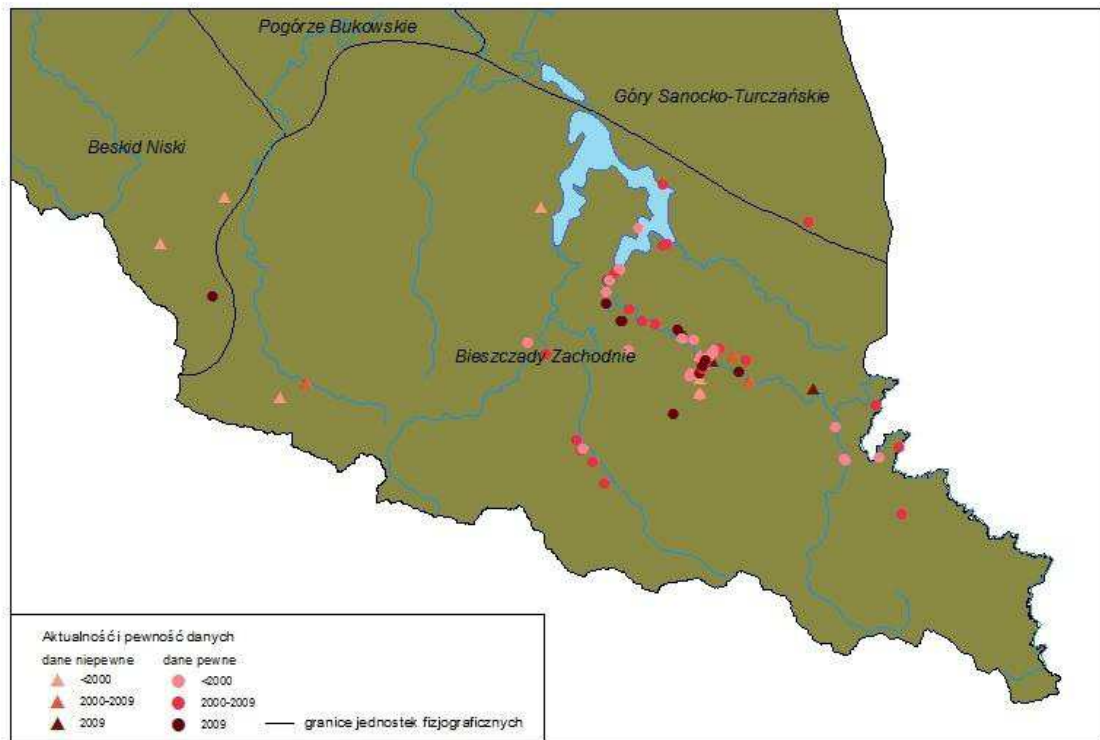 Pogórze Bukowskie
Góry Sanocko-Turczańskie
Beskid Niski
Bieszczady Zachodnie
Aktualność i pewność danych
dane niepewne dane pewne
<2000 <2000
2000-2009 2000-2009
2009 2009 granice jednostek fizjograficznych